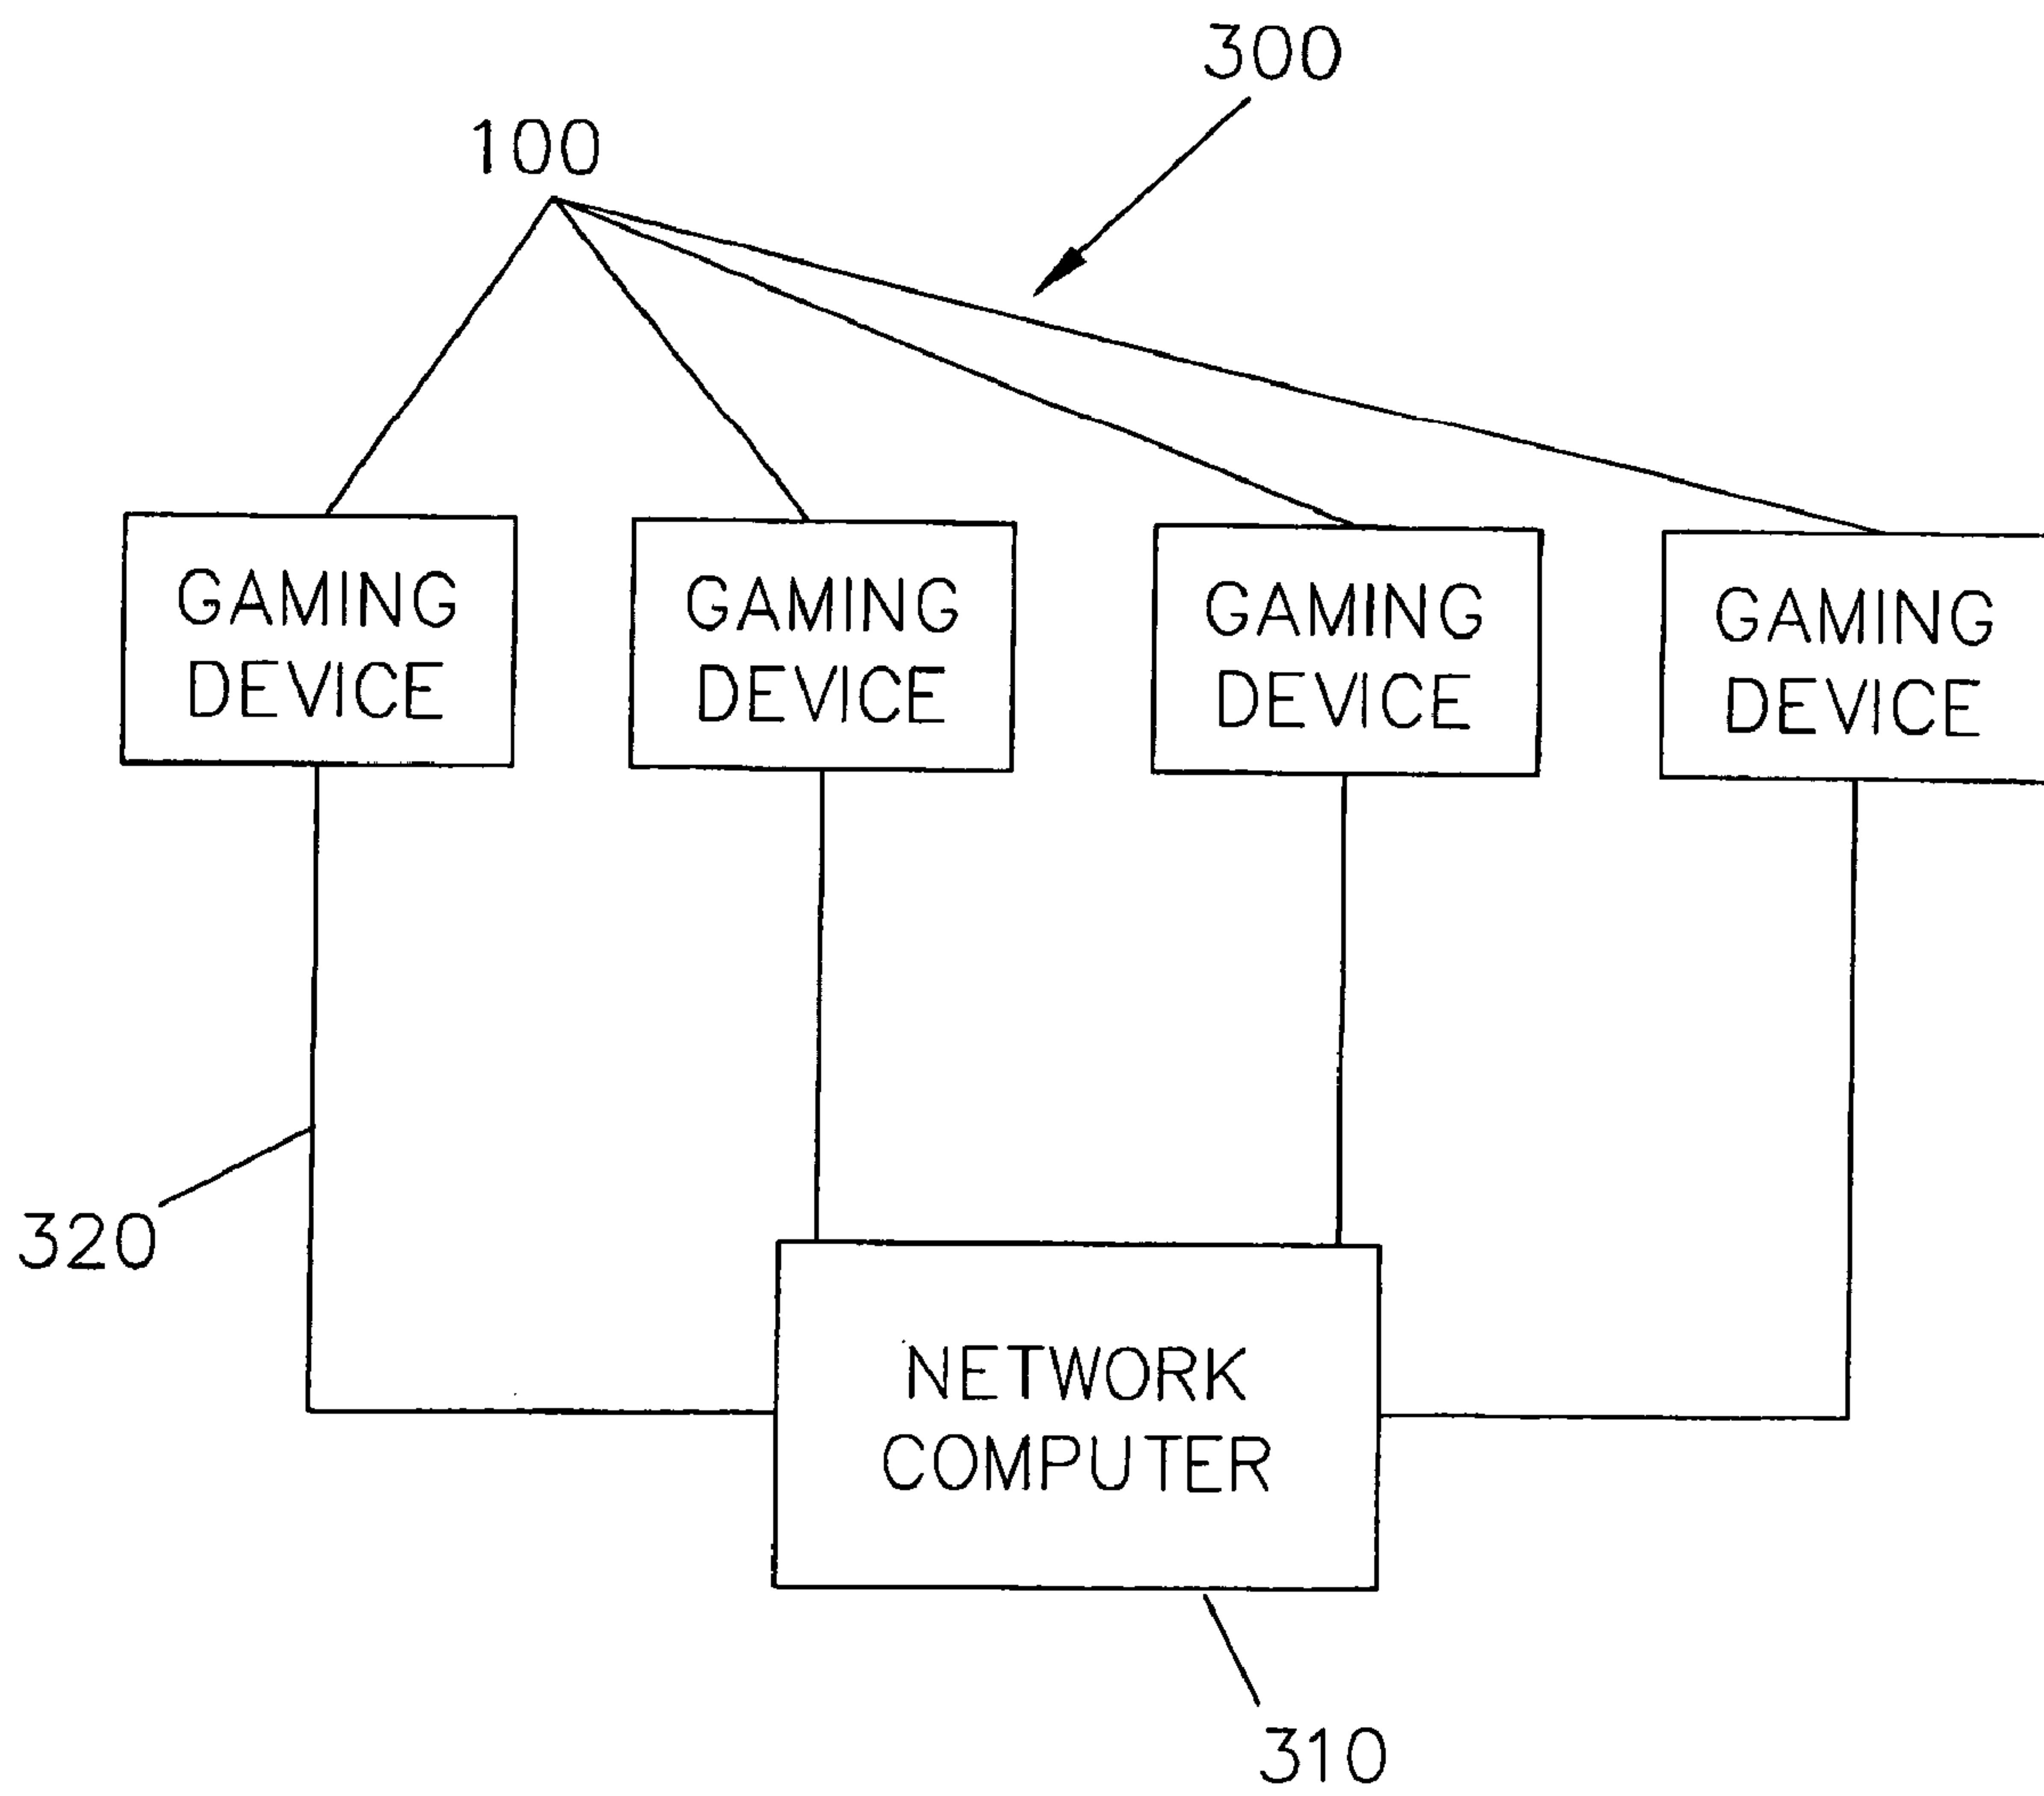 300
100
GAMING
DEVICE
GAMING
DEVICE
GAMING
DEVICE
GAMING
DEVICE
320
NETWORK
COMPUTER
310